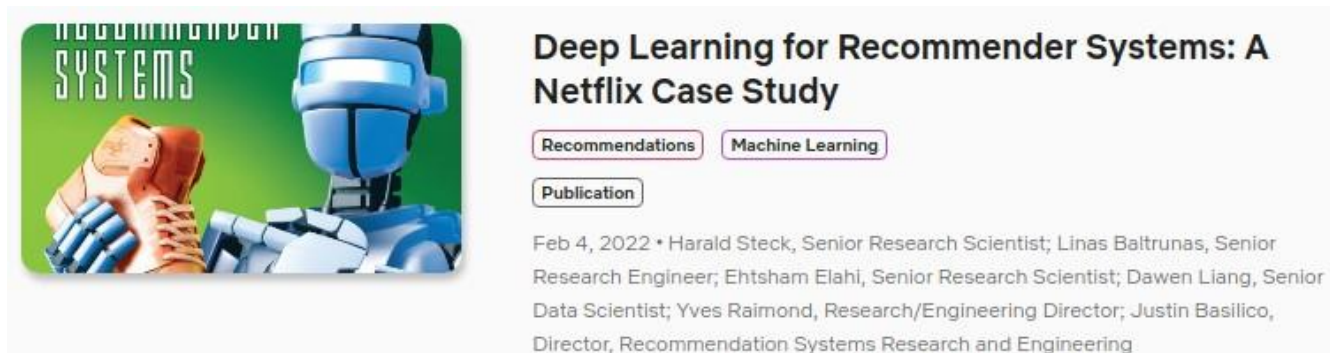 RECOMMENDER
SYSTEMS
Deep Learning for Recommender Systems: A
Netflix Case Study
Recommendations Machine Learning
Publication
Feb 4, 2022 • Harald Steck, Senior Research Scientist; Linas Baltrunas, Senior
Research Engineer; Ehtsham Elahi, Senior Research Scientist; Dawen Liang, Senior
Data Scientist; Yves Raimond, Research/Engineering Director; Justin Basilico,
Director, Recommendation Systems Research and Engineering